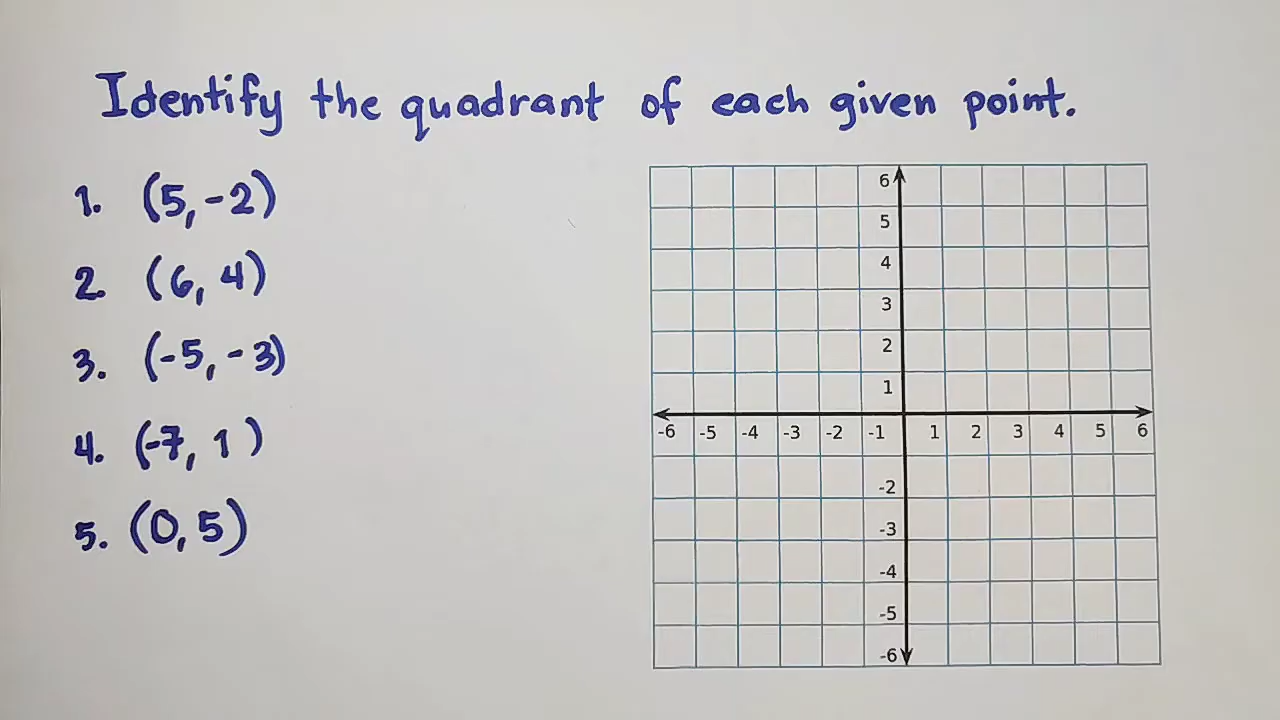 Identify the quadrant of each given point.
1. (5, -2)
2. (6, 4)
3. (-5, -3)
4. (-7, 1)
5. (0, 5)
6
5
4
3
2
1
-6 -5 -4 -3 -2 -1 1 2 3 4 5 6
-2
-3
-4
-5
-6